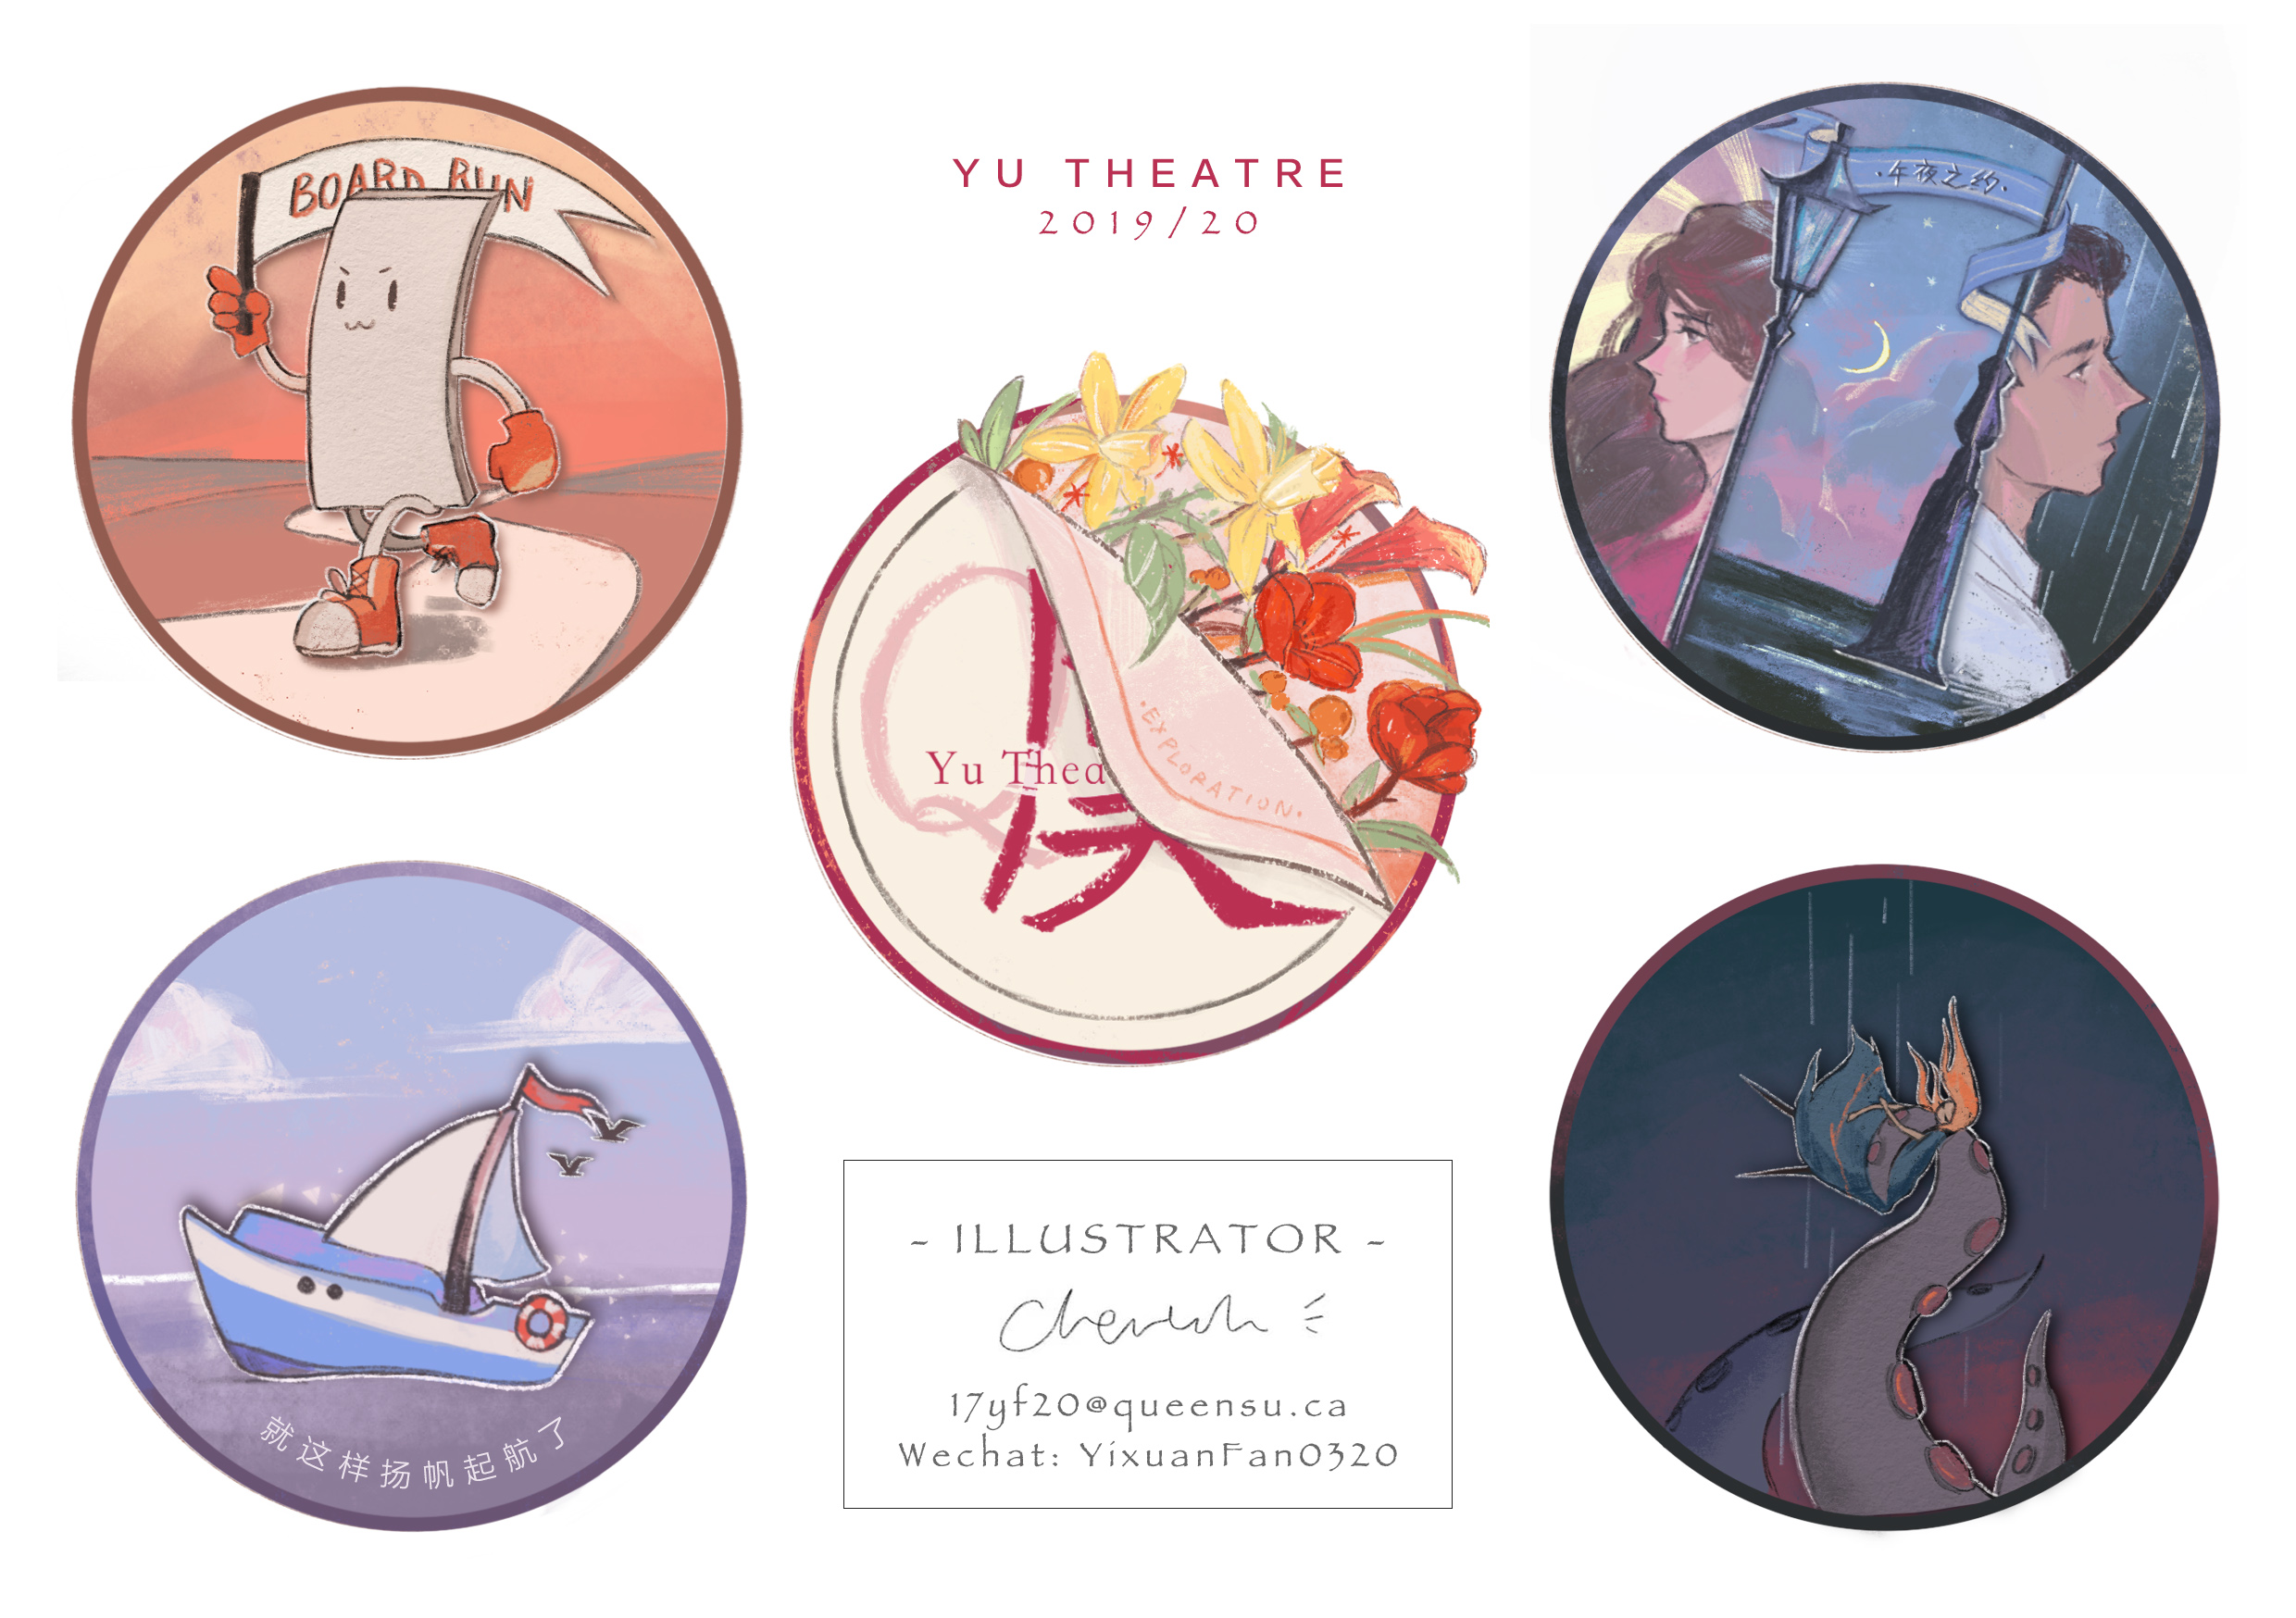 BOARD RUN
YU THEATRE
2019/20
·午夜之约·
Yu Thea
·EXPLORATION·
就这样扬帆起航了
- ILLUSTRATOR -
Cherish
17yf20@queensu.ca
Wechat: YixuanFan0320